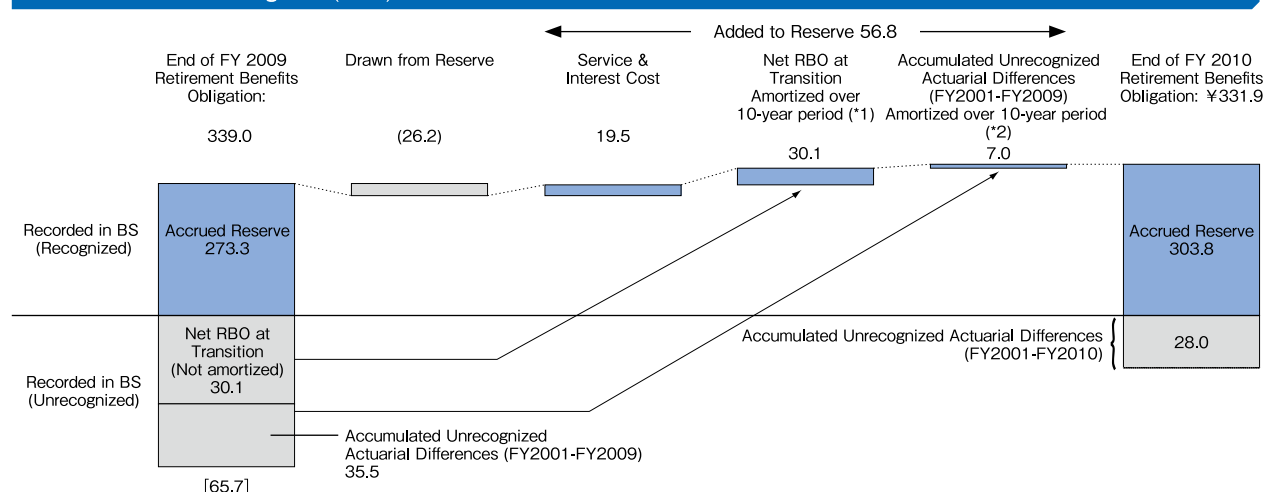 Added to Reserve 56.8
End of FY 2009
Retirement Benefits
Obligation:
339.0
Drawn from Reserve
(26.2)
Service &
Interest Cost
19.5
Net RBO at
Transition
Amortized over
10-year period (*1)
30.1
Accumulated Unrecognized
Actuarial Differences
(FY2001-FY2009)
Amortized over 10-year period
(*2)
7.0
End of FY 2010
Retirement Benefits
Obligation: ¥331.9
Recorded in BS
(Recognized)
Accrued Reserve
273.3
Accrued Reserve
303.8
Recorded in BS
(Unrecognized)
Net RBO at
Transition
(Not amortized)
30.1
Accumulated Unrecognized Actuarial Differences
(FY2001-FY2010)
28.0
Accumulated Unrecognized
Actuarial Differences (FY2001-FY2009)
35.5
[65.7]